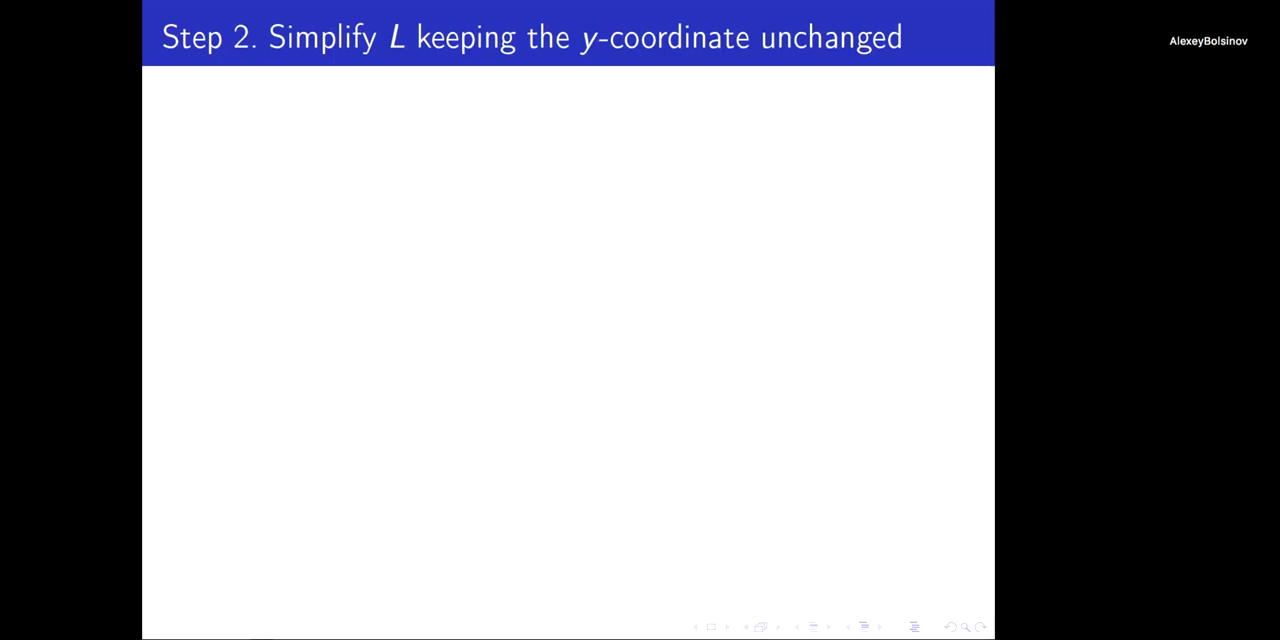 Step 2. Simplify L keeping the y-coordinate unchanged
AlexeyBolsinov